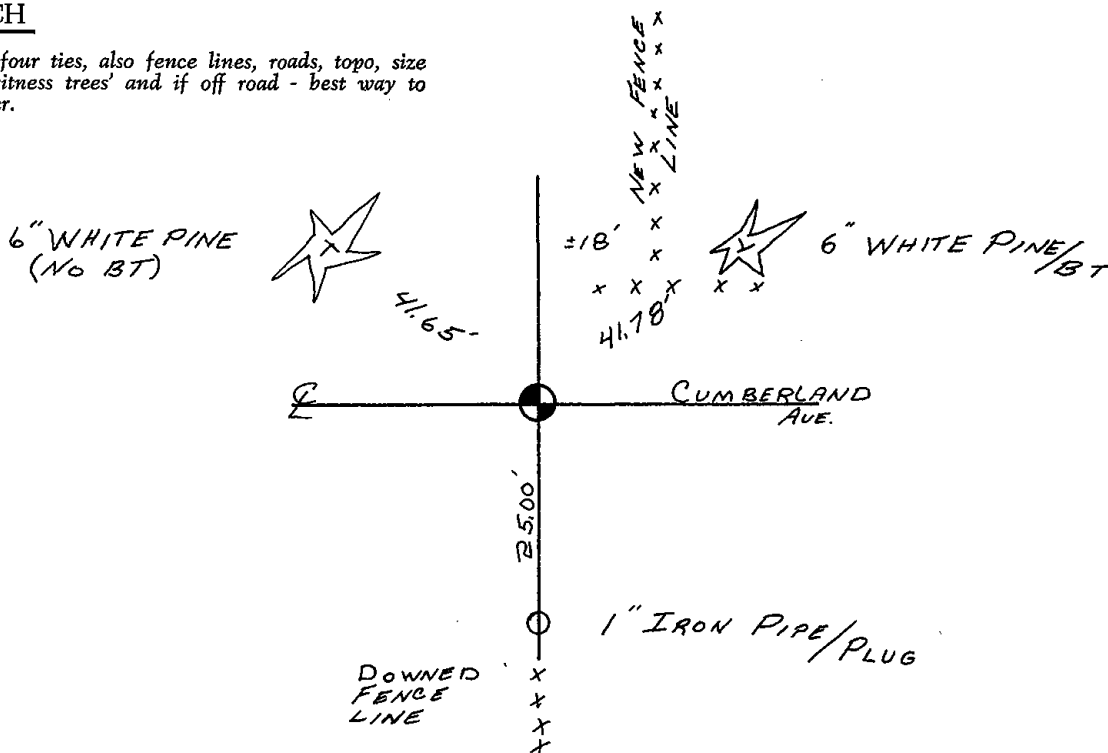 CH
four ties, also fence lines, roads, topo, size
itness trees' and if off road - best way to
er.
NEW FENCE
LINE
6" WHITE PINE
(NO BT)
±18'
6" WHITE PINE/BT
41.65'
41.78'
CL
CUMBERLAND
AVE.
25.00'
1" IRON PIPE/PLUG
DOWNED
FENCE
LINE